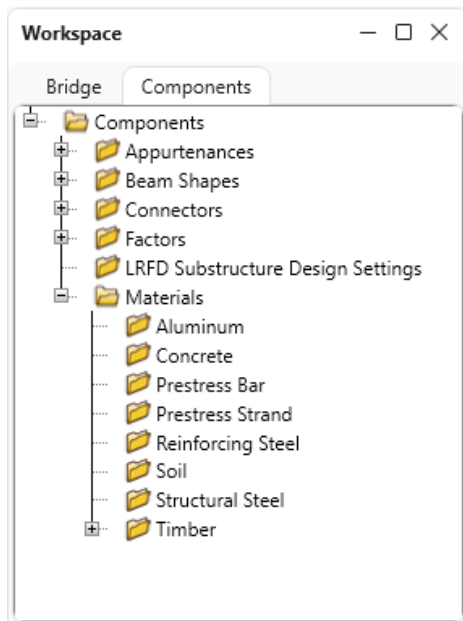 Workspace
Bridge Components
Components
Appurtenances
Beam Shapes
Connectors
Factors
LRFD Substructure Design Settings
Materials
Aluminum
Concrete
Prestress Bar
Prestress Strand
Reinforcing Steel
Soil
Structural Steel
Timber